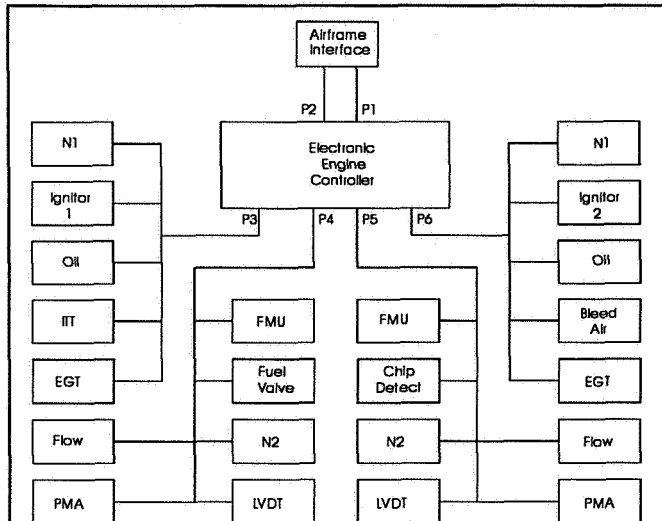 Airframe
Interface
P2 P1
N1
N1
Electronic
Engine
Controller
Ignitor
1
Ignitor
2
P3 P4 P5 P6
Oil
Oil
ITT
FMU
FMU
Bleed
Air
EGT
Fuel
Valve
Chip
Detect
EGT
Flow
N2
N2
Flow
PMA
LVDT
LVDT
PMA